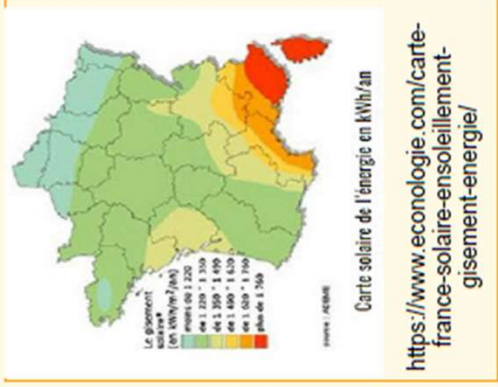 Le gisement
solaire*
(en kWh/m²/an)
moins de 1 220
de 1 220 à 1 350
de 1 350 à 1 490
de 1 490 à 1 620
de 1 620 à 1 760
plus de 1 760
source : ADEME
Carte solaire de l'énergie en kWh/an
https://www.econologie.com/carte-
france-solaire-ensoleillement-
gisement-energie/